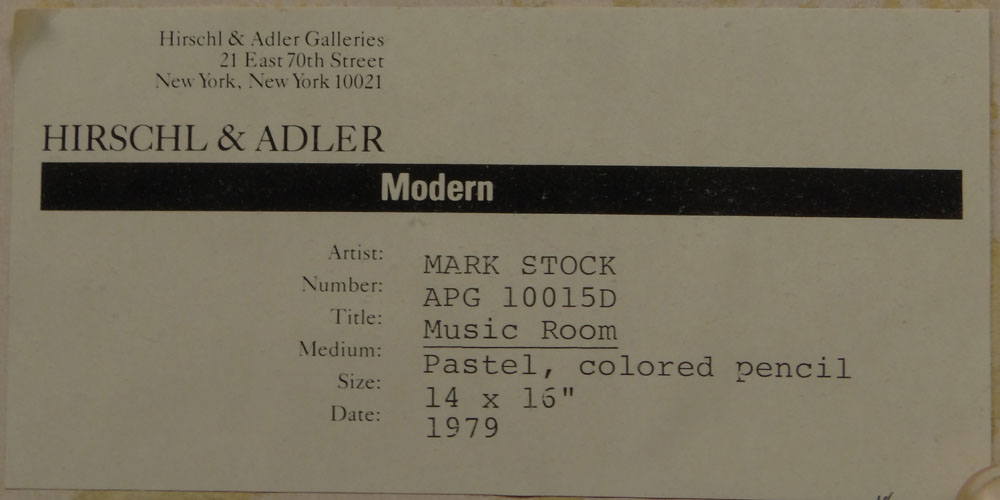 Hirschl & Adler Galleries
21 East 70th Street
New York, New York 10021
HIRSCHL & ADLER
Modern
Artist: MARK STOCK
Number: APG 10015D
Title: Music Room
Medium: Pastel, colored pencil
Size: 14 x 16"
Date: 1979